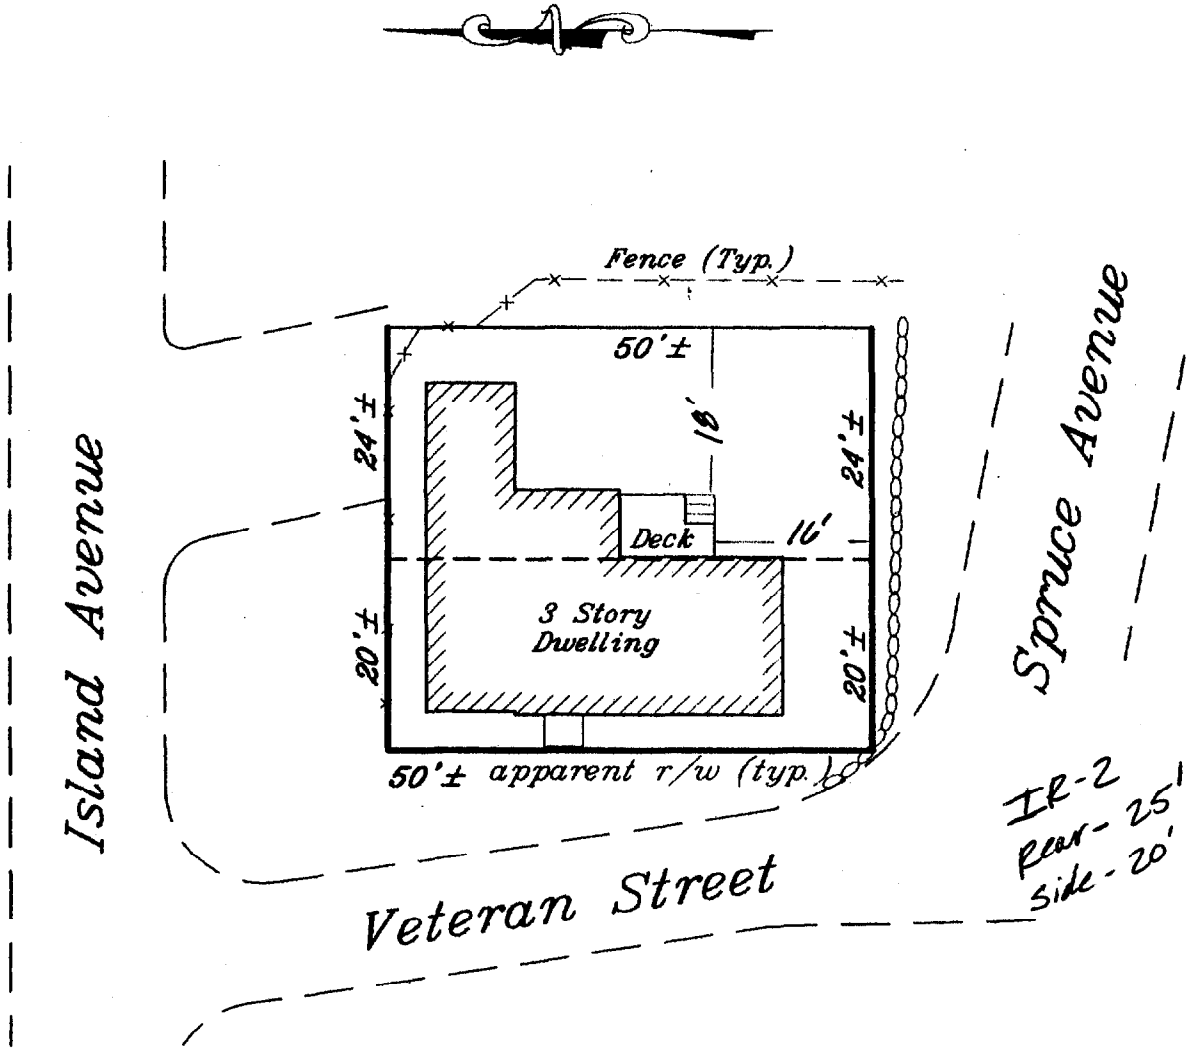 Fence (Typ.)
50'±
24'±
18'
24'±
Deck
16'
3 Story
Dwelling
20'±
20'±
50'± apparent r/w (typ.)
Island Avenue
Spruce Avenue
Veteran Street
IR-2
Rear- 25'
side- 20'